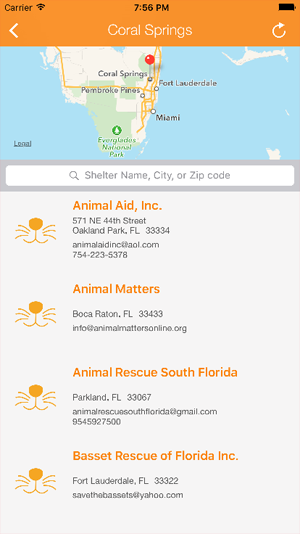 Carrier 7:56 PM
Coral Springs
Coral Springs
Fort Lauderdale
Pembroke Pines
Miami
Everglades
National
Park
Legal
Shelter Name, City, or Zip code
Animal Aid, Inc.
571 NE 44th Street
Oakland Park, FL 33334
animalaidinc@aol.com
754-223-5378
Animal Matters
Boca Raton, FL 33433
info@animalmattersonline.org
Animal Rescue South Florida
Parkland, FL 33067
animalrescuesouthflorida@gmail.com
9545927500
Basset Rescue of Florida Inc.
Fort Lauderdale, FL 33322
savethebassets@yahoo.com